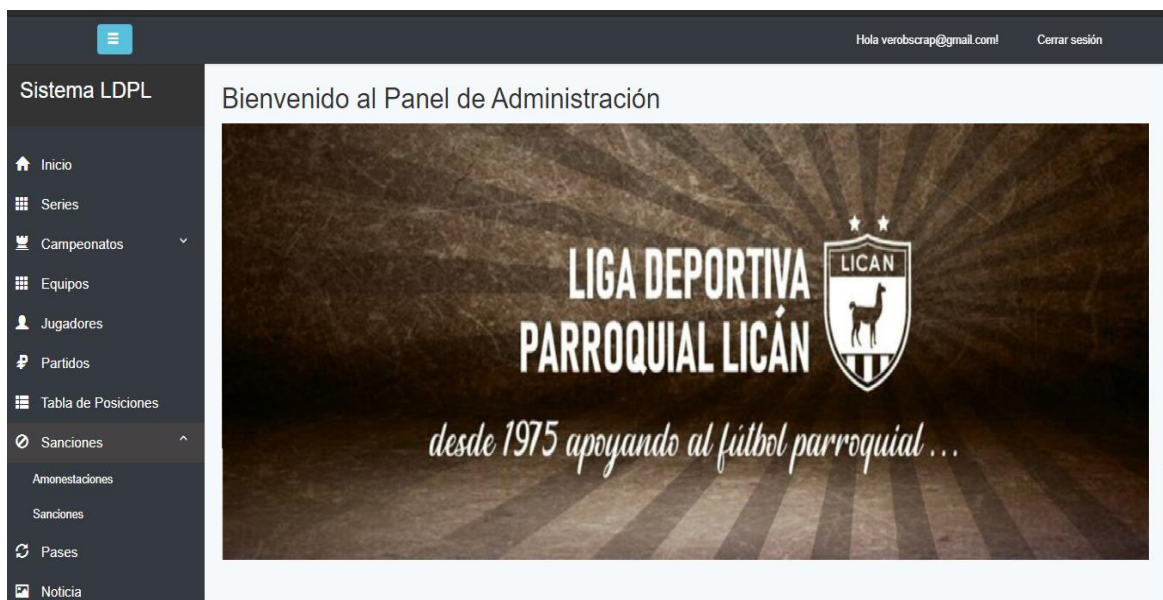 Hola verobscrap@gmail.com! Cerrar sesión
Sistema LDPL
Inicio
Series
Campeonatos
Equipos
Jugadores
Partidos
Tabla de Posiciones
Sanciones
Amonestaciones
Sanciones
Pases
Noticia
Bienvenido al Panel de Administración
LIGA DEPORTIVA
PARROQUIAL LICÁN
LICAN
desde 1975 apoyando al fútbol parroquial ...